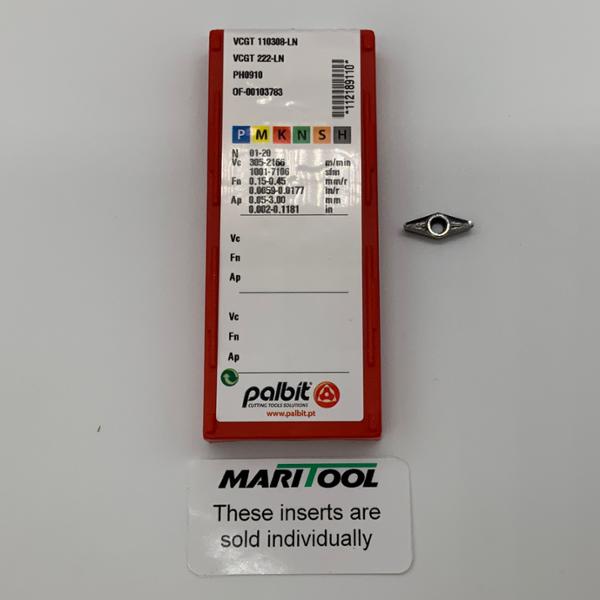 VCGT 110308-LN
VCGT 222-LN
PH0910
OF-00103783
*112189110*
P M K N S H
N 01-20
Vc 305-2166 m/min
1001-7106 sfm
Fn 0.15-0.45 mm/r
0.0059-0.0177 in/r
Ap 0.05-3.00 mm
0.002-0.1181 in
Vc
Fn
Ap
Vc
Fn
Ap
palbit
CUTTING TOOLS SOLUTIONS
www.palbit.pt
MARITOOL
These inserts are
sold individually